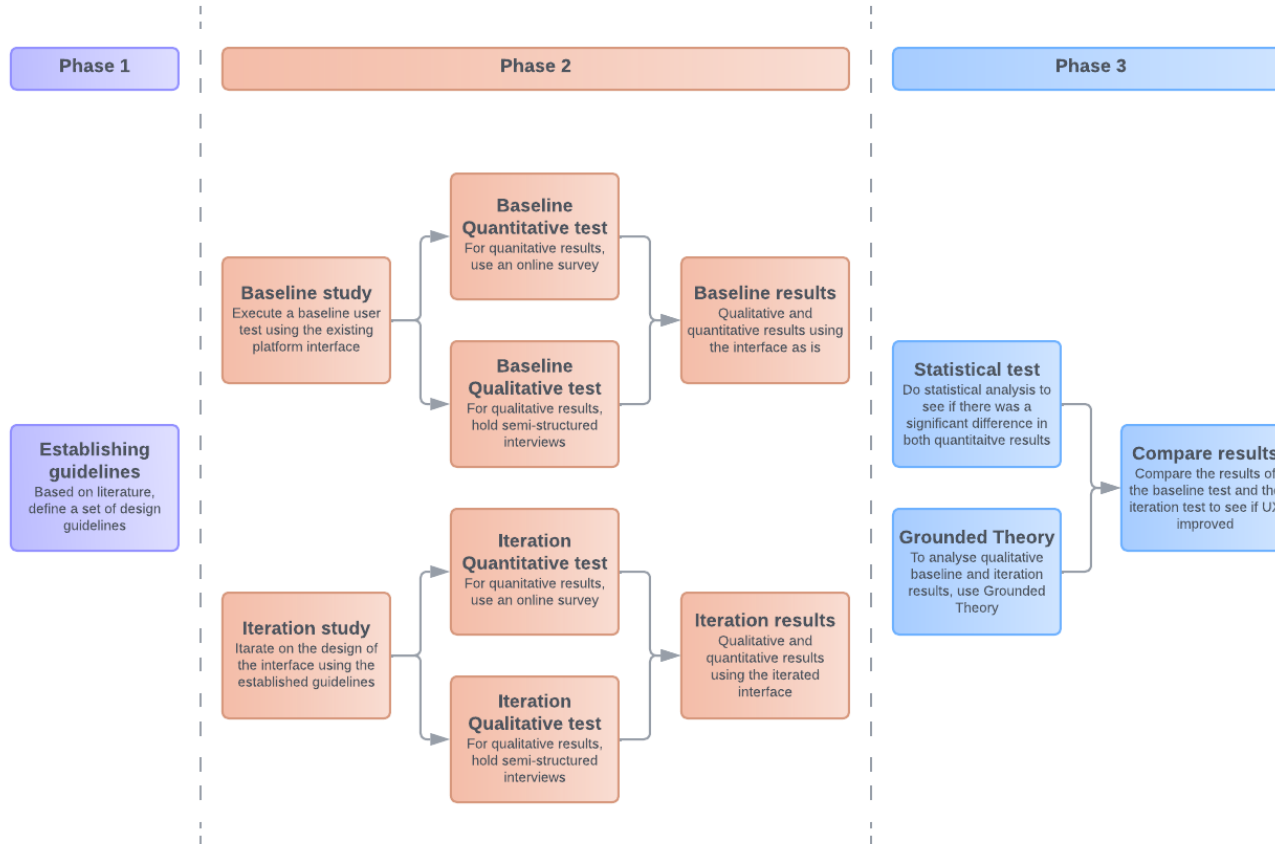 Phase 1
Phase 2
Phase 3
Establishing
guidelines
Based on literature,
define a set of design
guidelines
Baseline study
Execute a baseline user
test using the existing
platform interface
Baseline
Quantitative test
For quanitative results,
use an online survey
Baseline
Qualitative test
For qualitative results,
hold semi-structured
interviews
Baseline results
Qualitative and
quantitative results using
the interface as is
Iteration study
Itarate on the design of
the interface using the
established guidelines
Iteration
Quantitative test
For quanitative results,
use an online survey
Iteration
Qualitative test
For qualitative results,
hold semi-structured
interviews
Iteration results
Qualitative and
quantitative results
using the iterated
interface
Statistical test
Do statistical analysis to
see if there was a
significant difference in
both quantitaitve results
Grounded Theory
To analyse qualitative
baseline and iteration
results, use Grounded
Theory
Compare results
Compare the results of
the baseline test and the
iteration test to see if UX
improved